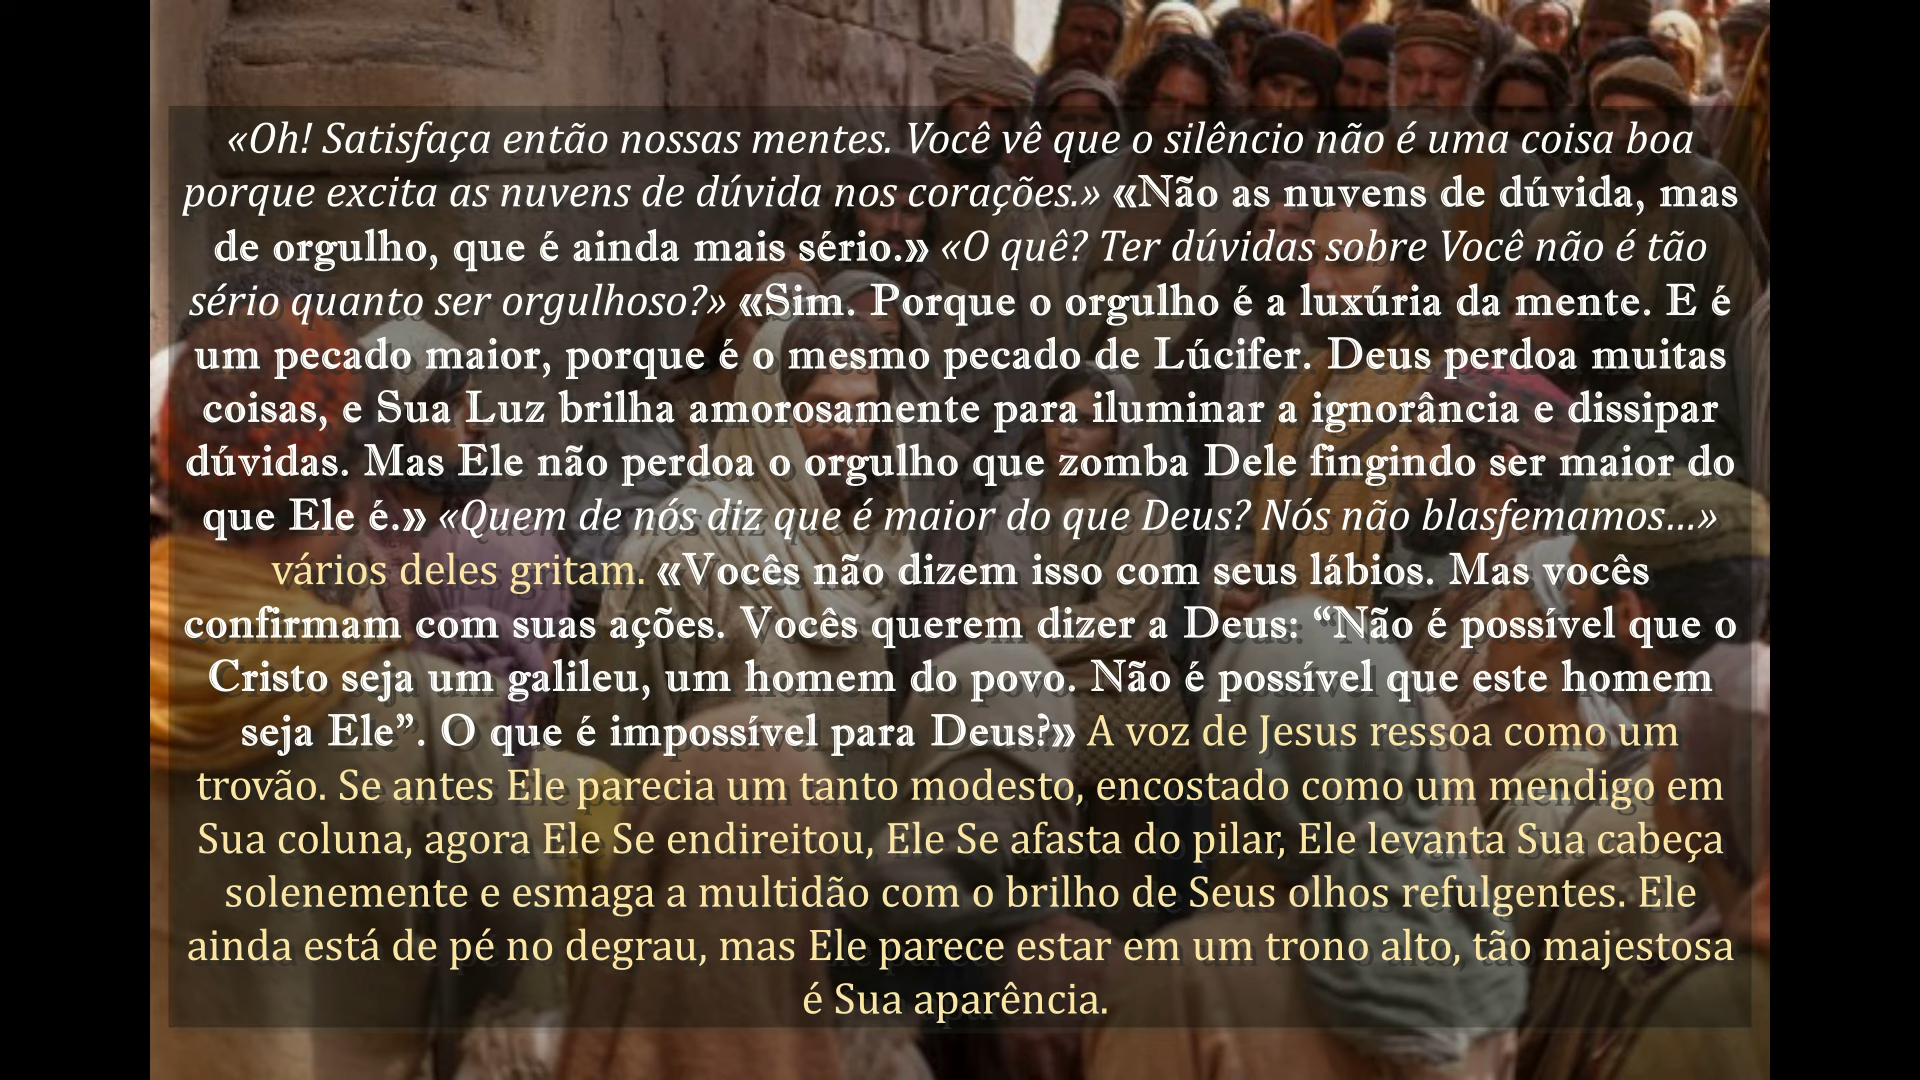 «Oh! Satisfaça então nossas mentes. Você vê que o silêncio não é uma coisa boa
porque excita as nuvens de dúvida nos corações.» «Não as nuvens de dúvida, mas
de orgulho, que é ainda mais sério.» «O quê? Ter dúvidas sobre Você não é tão
sério quanto ser orgulhoso?» «Sim. Porque o orgulho é a luxúria da mente. E é
um pecado maior, porque é o mesmo pecado de Lúcifer. Deus perdoa muitas
coisas, e Sua Luz brilha amorosamente para iluminar a ignorância e dissipar
dúvidas. Mas Ele não perdoa o orgulho que zomba Dele fingindo ser maior do
que Ele é.» «Quem de nós diz que é maior do que Deus? Nós não blasfemamos...»
vários deles gritam. «Vocês não dizem isso com seus lábios. Mas vocês
confirmam com suas ações. Vocês querem dizer a Deus: “Não é possível que o
Cristo seja um galileu, um homem do povo. Não é possível que este homem
seja Ele”. O que é impossível para Deus?» A voz de Jesus ressoa como um
trovão. Se antes Ele parecia um tanto modesto, encostado como um mendigo em
Sua coluna, agora Ele Se endireitou, Ele Se afasta do pilar, Ele levanta Sua cabeça
solenemente e esmaga a multidão com o brilho de Seus olhos refulgentes. Ele
ainda está de pé no degrau, mas Ele parece estar em um trono alto, tão majestosa
é Sua aparência.